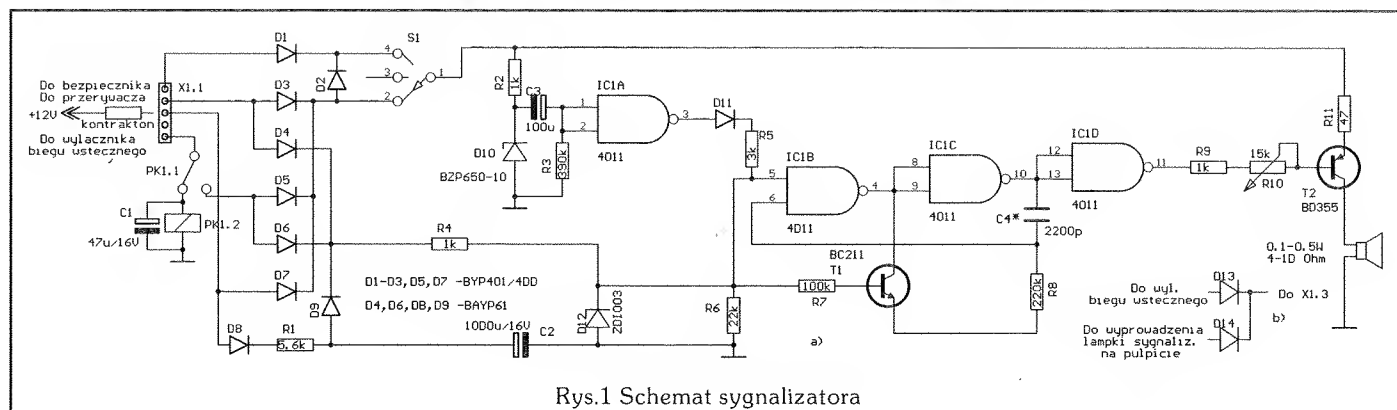 D1
S1
4
3
2
1
X1.1
Do bezpiecznika
Do przerywacza
+12V
kontrakton
Do wylacznika
biegu wstecznego
D3
D2
D4
PK1.1
D5
C1
PK1.2
47u/16V
D6
D7
D8
R1
5.6k
D9
R4
1k
D1-D3, D5, D7 -BYP401/4DD
D4, D6, D8, D9 -BAYP61
1000u/16V
C2
R2
1k
C3
100u
D10
BZP650-10
R3
390k
IC1A
1
2
3
4011
D11
R5
3k
D12
ZD1003
R6
22k
IC1B
5
6
4
4D11
BC211
T1
100k
R7
a)
IC1C
8
9
10
4011
C4*
2200p
R8
220k
IC1D
12
13
11
4011
R9
1k
15k
R10
R11
47
T2
BD355
0.1-0.5W
4-1D Ohm
D13
Do wyl.
biegu wstecznego
Do X1.3
b)
D14
Do wyprowadzenia
lampki sygnaliz.
na pulpicie
Rys.1 Schemat sygnalizatora